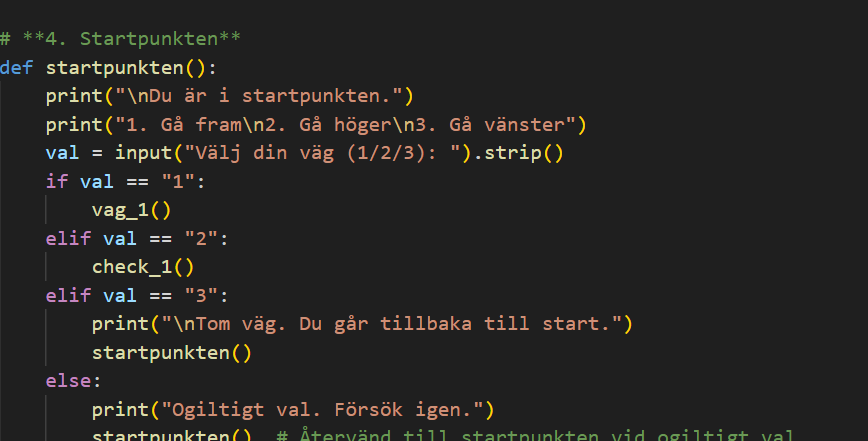 # **4. Startpunkten**
def startpunkten():
    print("\nDu är i startpunkten.")
    print("1. Gå fram\n2. Gå höger\n3. Gå vänster")
    val = input("Välj din väg (1/2/3): ").strip()
    if val == "1":
        vag_1()
    elif val == "2":
        check_1()
    elif val == "3":
        print("\nTom väg. Du går tillbaka till start.")
        startpunkten()
    else:
        print("Ogiltigt val. Försök igen.")
        startpunkten()  # Återvänd till startpunkten vid ogiltigt val